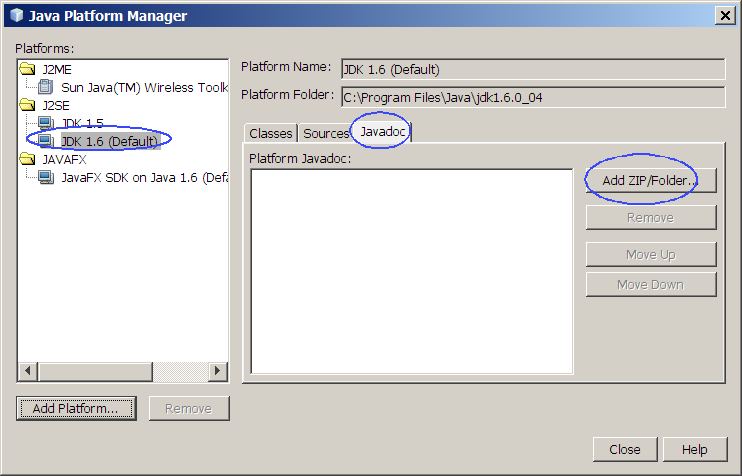 Java Platform Manager
Platforms:
J2ME
Sun Java(TM) Wireless Toolk
J2SE
JDK 1.5
JDK 1.6 (Default)
JAVAFX
JavaFX SDK on Java 1.6 (Defa
Add Platform...
Remove
Platform Name:
JDK 1.6 (Default)
Platform Folder:
C:\Program Files\Java\jdk1.6.0_04
Classes
Sources
Javadoc
Platform Javadoc:
Add ZIP/Folder...
Remove
Move Up
Move Down
Close
Help